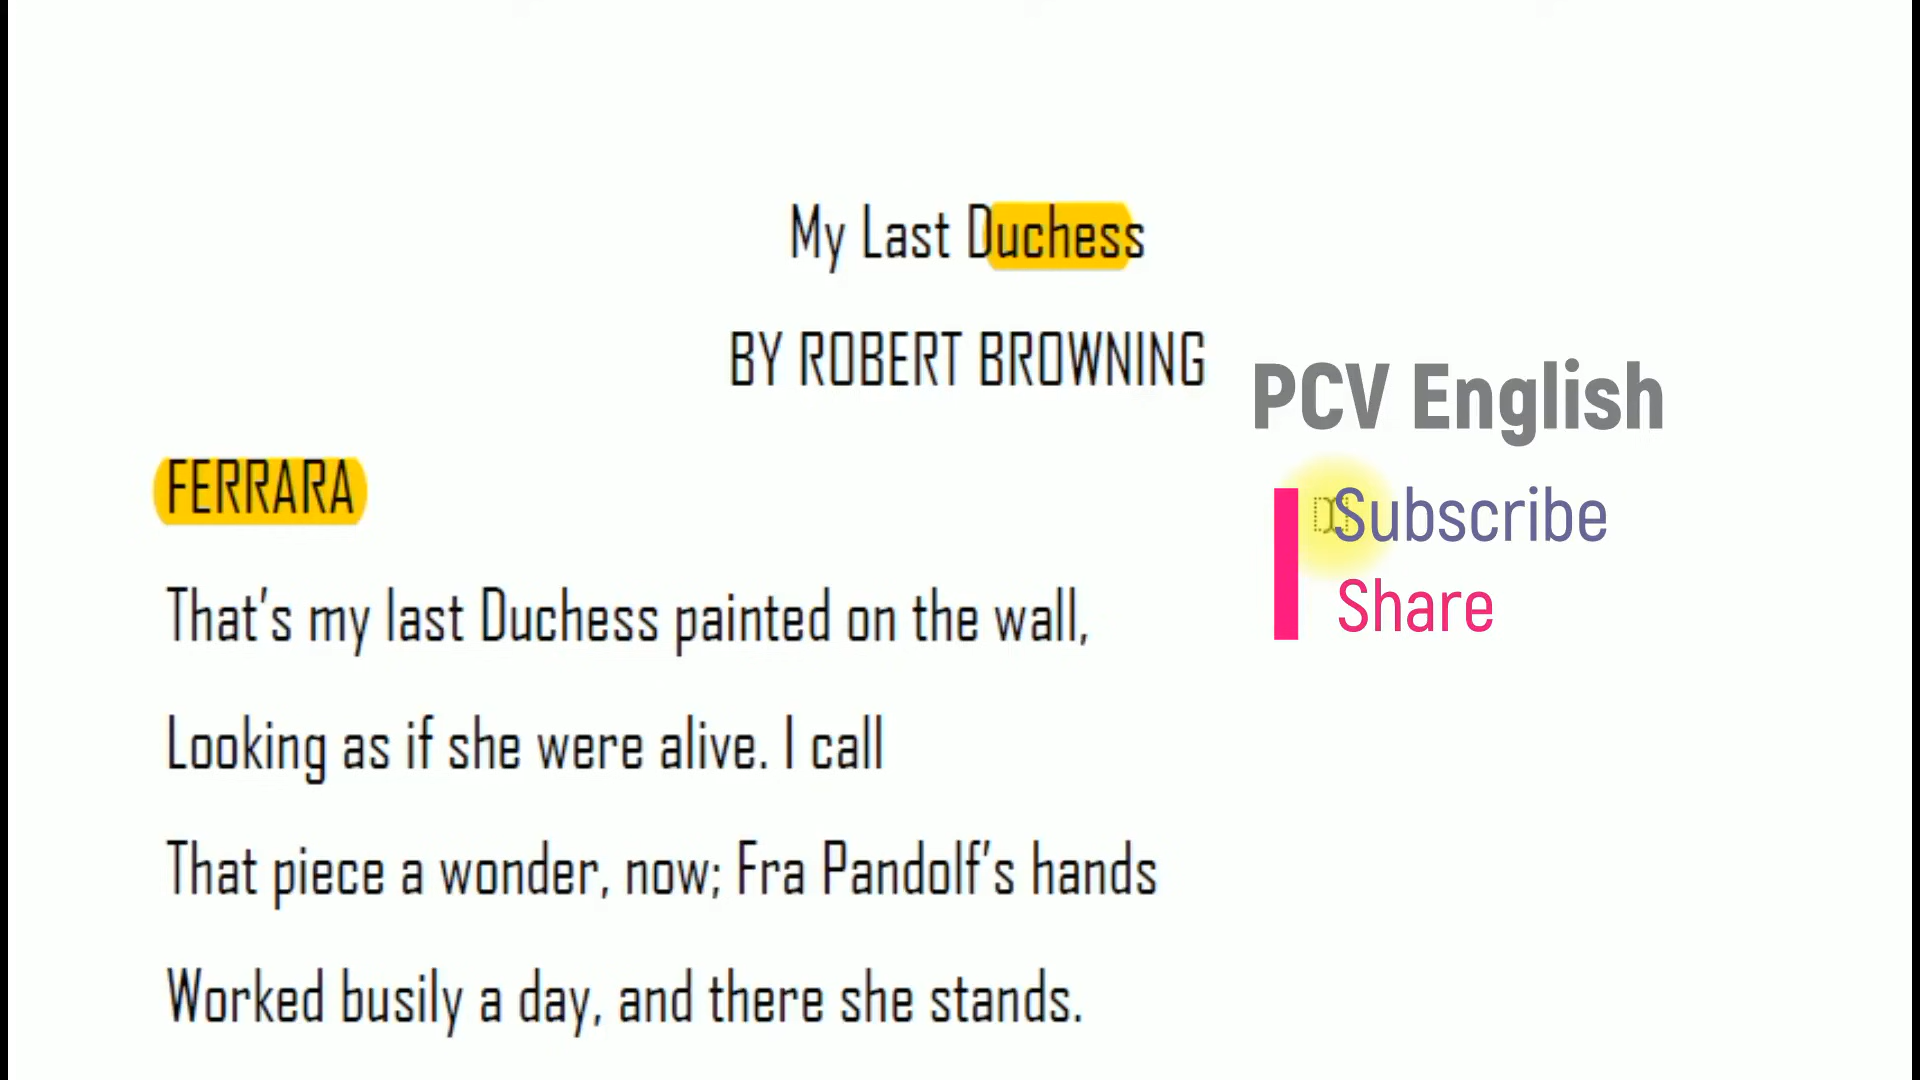 My Last Duchess
BY ROBERT BROWNING
PCV English
FERRARA
Subscribe
Share
That's my last Duchess painted on the wall,
Looking as if she were alive. I call
That piece a wonder, now; Fra Pandolf's hands
Worked busily a day, and there she stands.